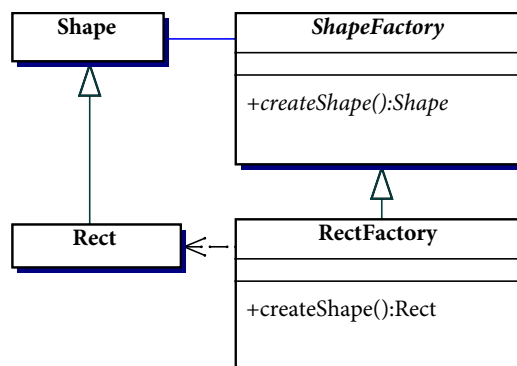 Shape
ShapeFactory
+createShape():Shape
Rect
RectFactory
+createShape():Rect